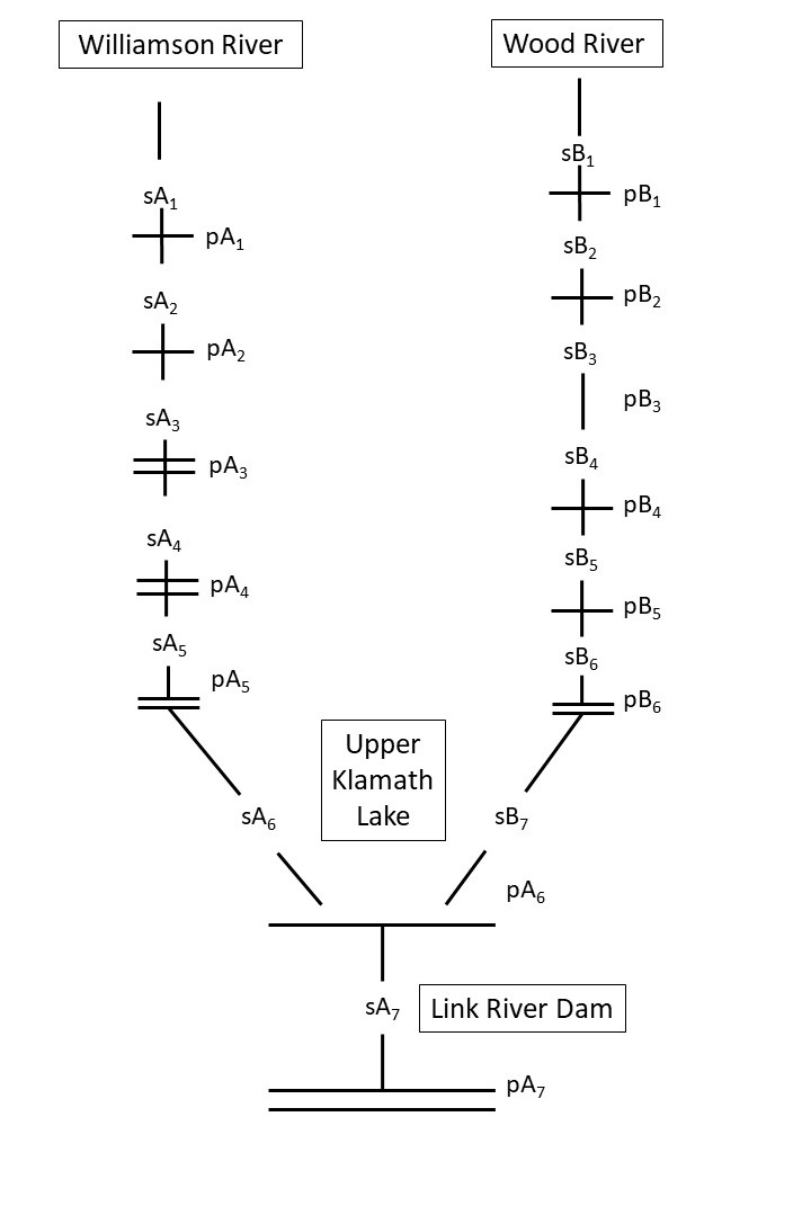 Williamson River
sA₁
pA₁
sA₂
pA₂
sA₃
pA₃
sA₄
pA₄
sA₅
pA₅
sA₆
Wood River
sB₁
pB₁
sB₂
pB₂
sB₃
pB₃
sB₄
pB₄
sB₅
pB₅
sB₆
pB₆
sB₇
Upper
Klamath
Lake
pA₆
sA₇
Link River Dam
pA₇